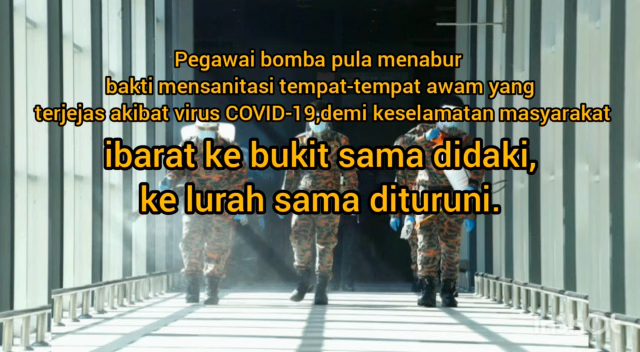 Pegawai bomba pula menabur
bakti mensanitasi tempat-tempat awam yang
terjejas akibat virus COVID-19,demi keselamatan masyarakat
ibarat ke bukit sama didaki,
ke lurah sama dituruni.